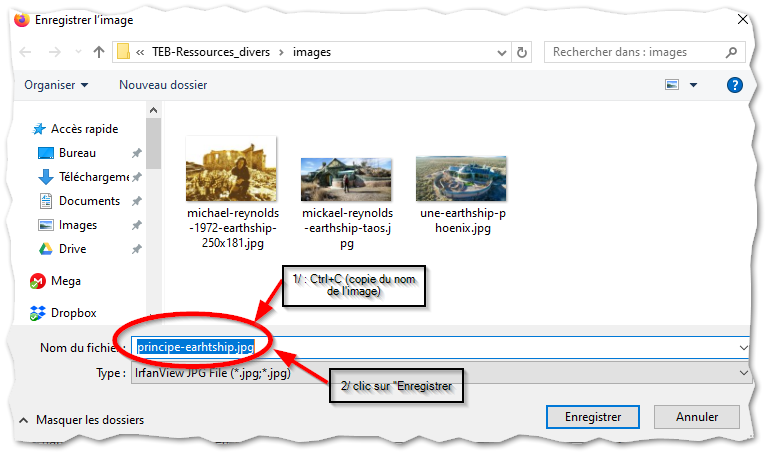 Enregistrer l'image
« TEB-Ressources_divers › images
Rechercher dans : images
Organiser
Nouveau dossier
?
Accès rapide
Bureau
Téléchargeme
Documents
Images
Drive
Mega
Dropbox
michael-reynolds
-1972-earthship-
250x181.jpg
mickael-reynolds
-earthship-taos.j
pg
une-earthship-p
hoenix.jpg
1/ : Ctrl+C (copie du nom
de l'image)
Nom du fichier :
principe-earhtship.jpg
Type :
IrfanView JPG File (*.jpg;*.jpg)
2/ clic sur "Enregistrer
Masquer les dossiers
Enregistrer
Annuler